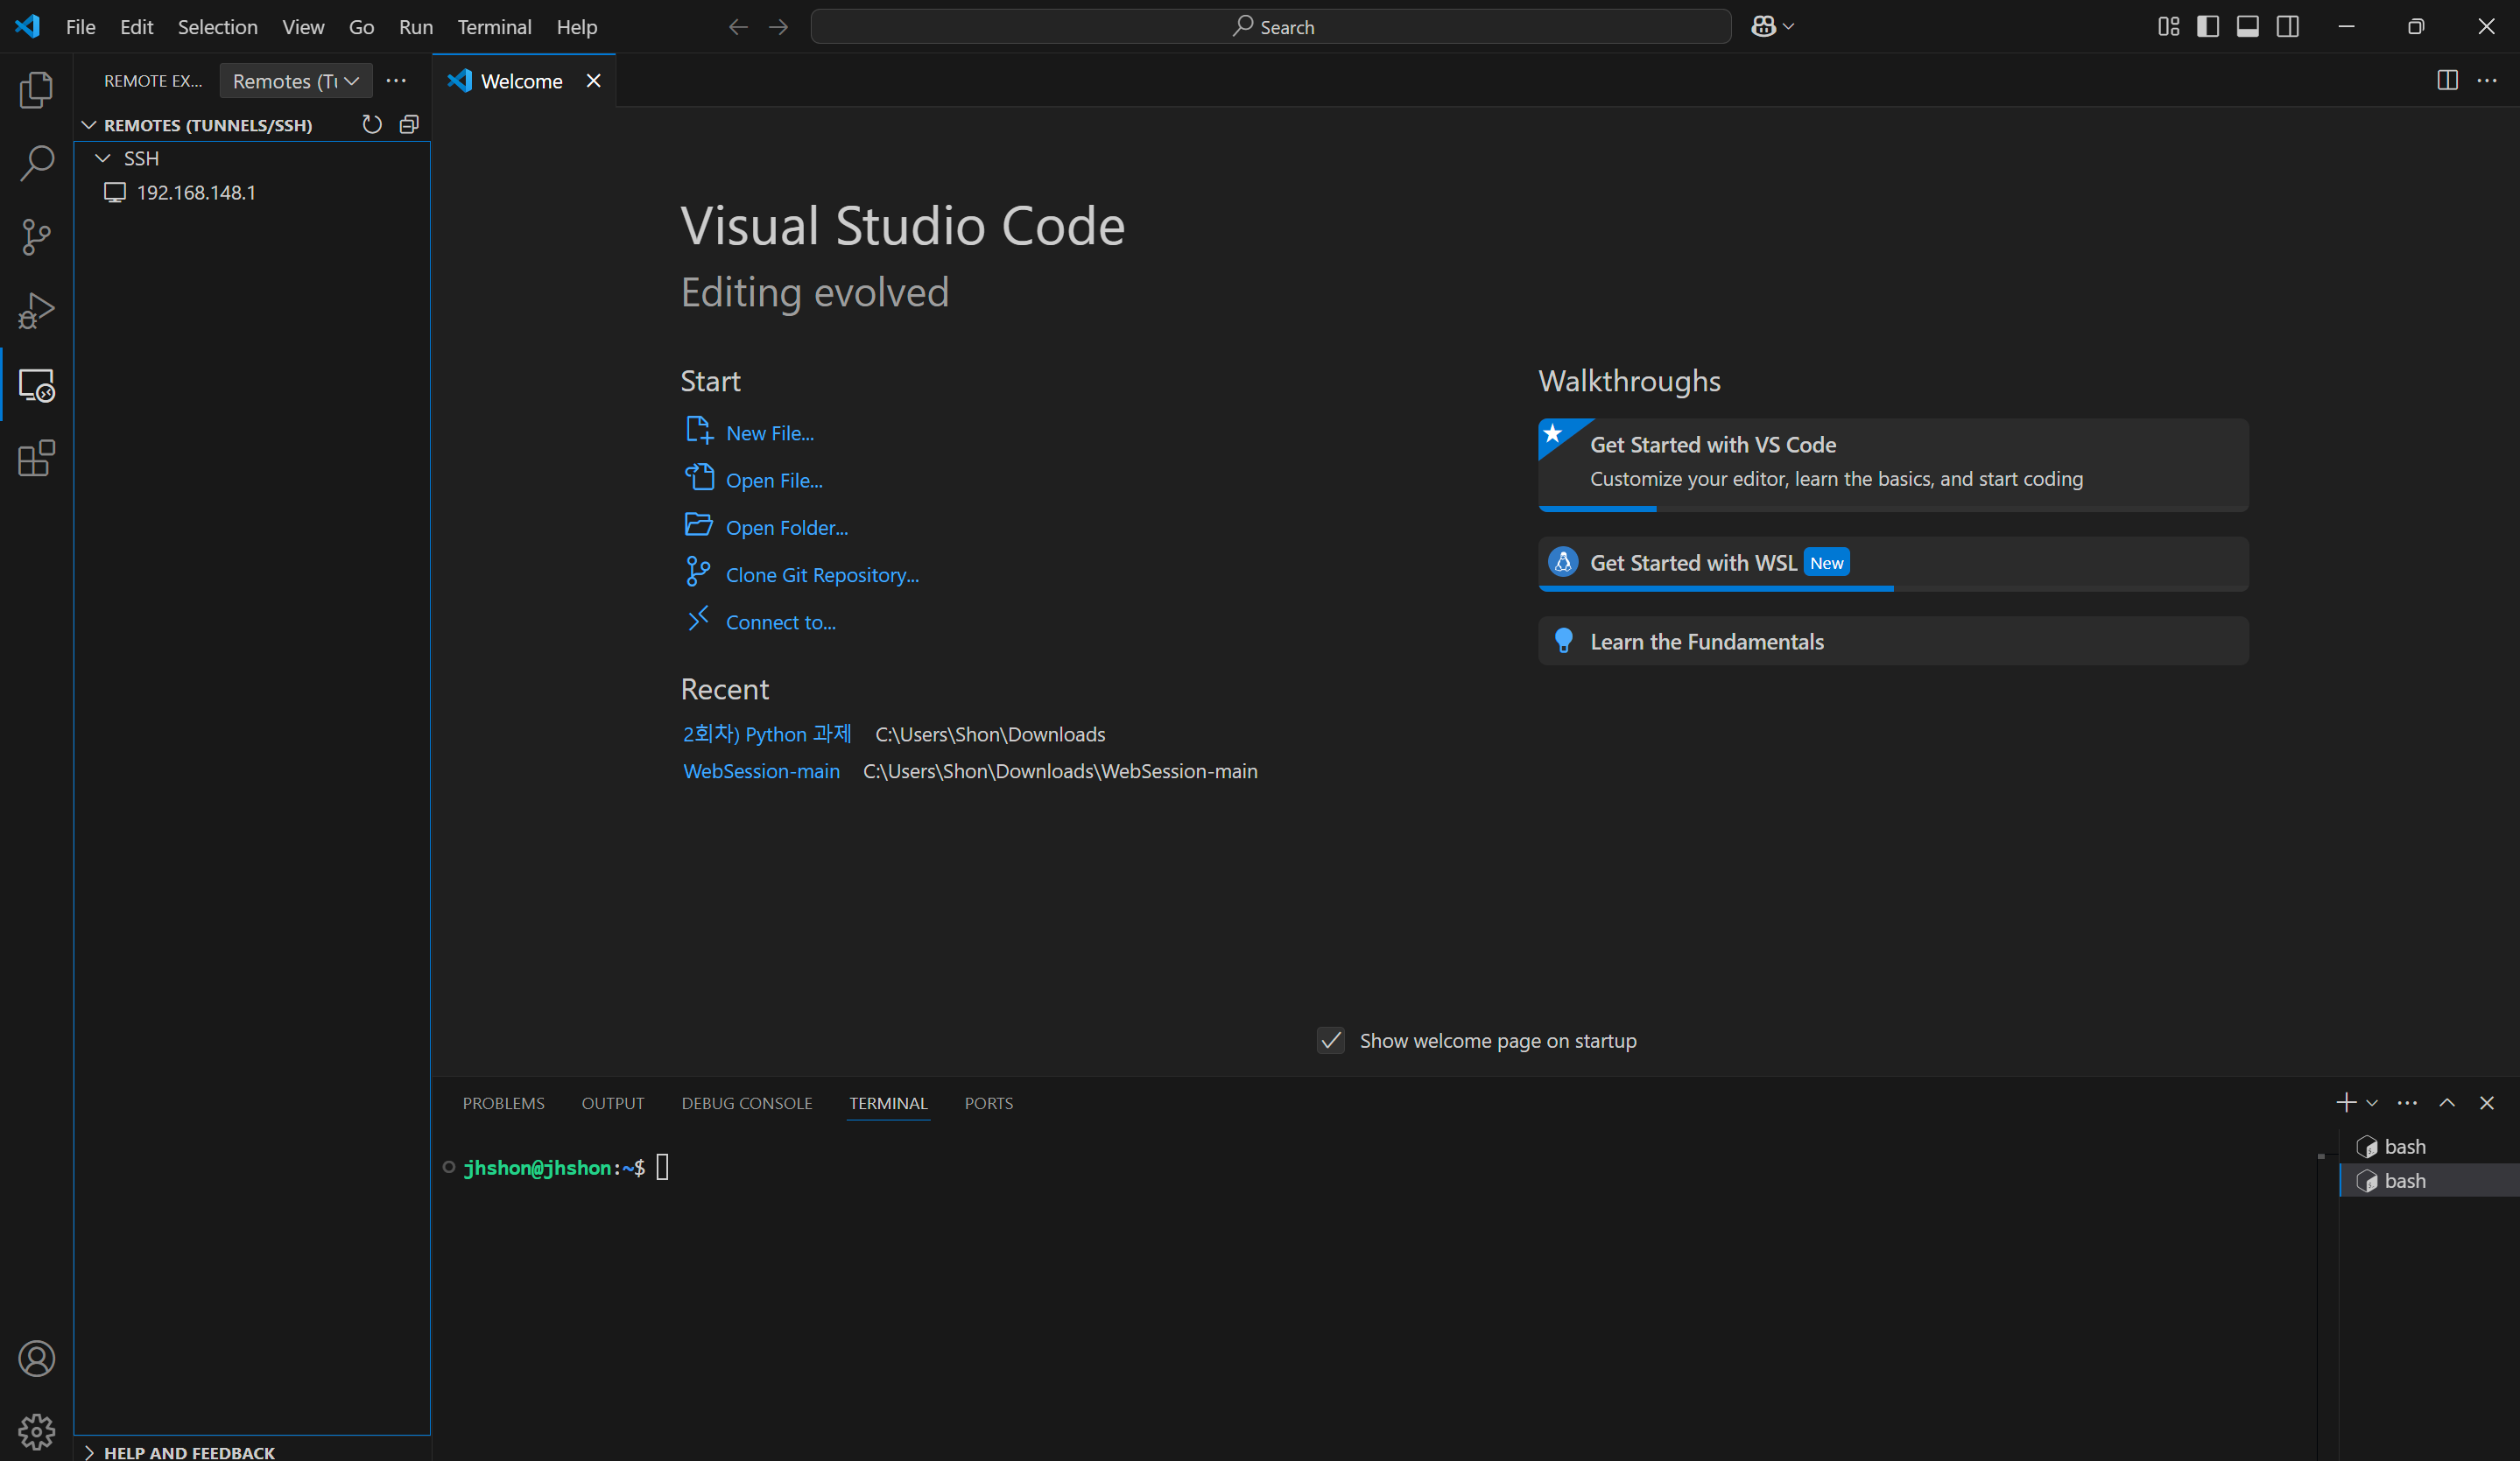 File Edit Selection View Go Run Terminal Help
Search
REMOTE EX... Remotes (Tu
Welcome
REMOTES (TUNNELS/SSH)
SSH
192.168.148.1
Visual Studio Code
Editing evolved
Start
New File...
Open File...
Open Folder...
Clone Git Repository...
Connect to...
Recent
2회차) Python 과제 C:\Users\Shon\Downloads
WebSession-main C:\Users\Shon\Downloads\WebSession-main
Walkthroughs
Get Started with VS Code
Customize your editor, learn the basics, and start coding
Get Started with WSL New
Learn the Fundamentals
Show welcome page on startup
PROBLEMS OUTPUT DEBUG CONSOLE TERMINAL PORTS
jhshon@jhshon:~$
bash
bash
HELP AND FEEDBACK